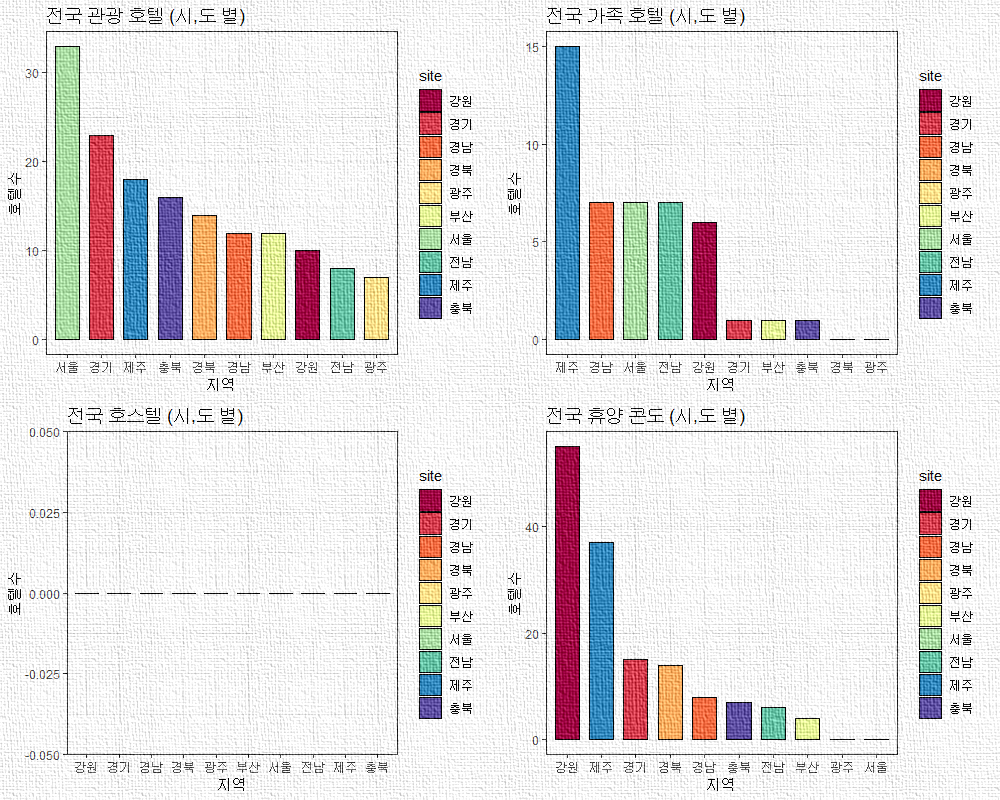 전국 관광 호텔 (시,도 별)
호텔수
30
20
10
0
서울 경기 제주 충북 경북 경남 부산 강원 전남 광주
지역
site
강원
경기
경남
경북
광주
부산
서울
전남
제주
충북
전국 가족 호텔 (시,도 별)
호텔수
15
10
5
0
제주 경남 서울 전남 강원 경기 부산 충북 경북 광주
지역
site
강원
경기
경남
경북
광주
부산
서울
전남
제주
충북
전국 호스텔 (시,도 별)
호텔수
0.050
0.025
0.000
-0.025
-0.050
강원 경기 경남 경북 광주 부산 서울 전남 제주 충북
지역
site
강원
경기
경남
경북
광주
부산
서울
전남
제주
충북
전국 휴양 콘도 (시,도 별)
호텔수
40
20
0
강원 제주 경기 경북 경남 충북 전남 부산 광주 서울
지역
site
강원
경기
경남
경북
광주
부산
서울
전남
제주
충북